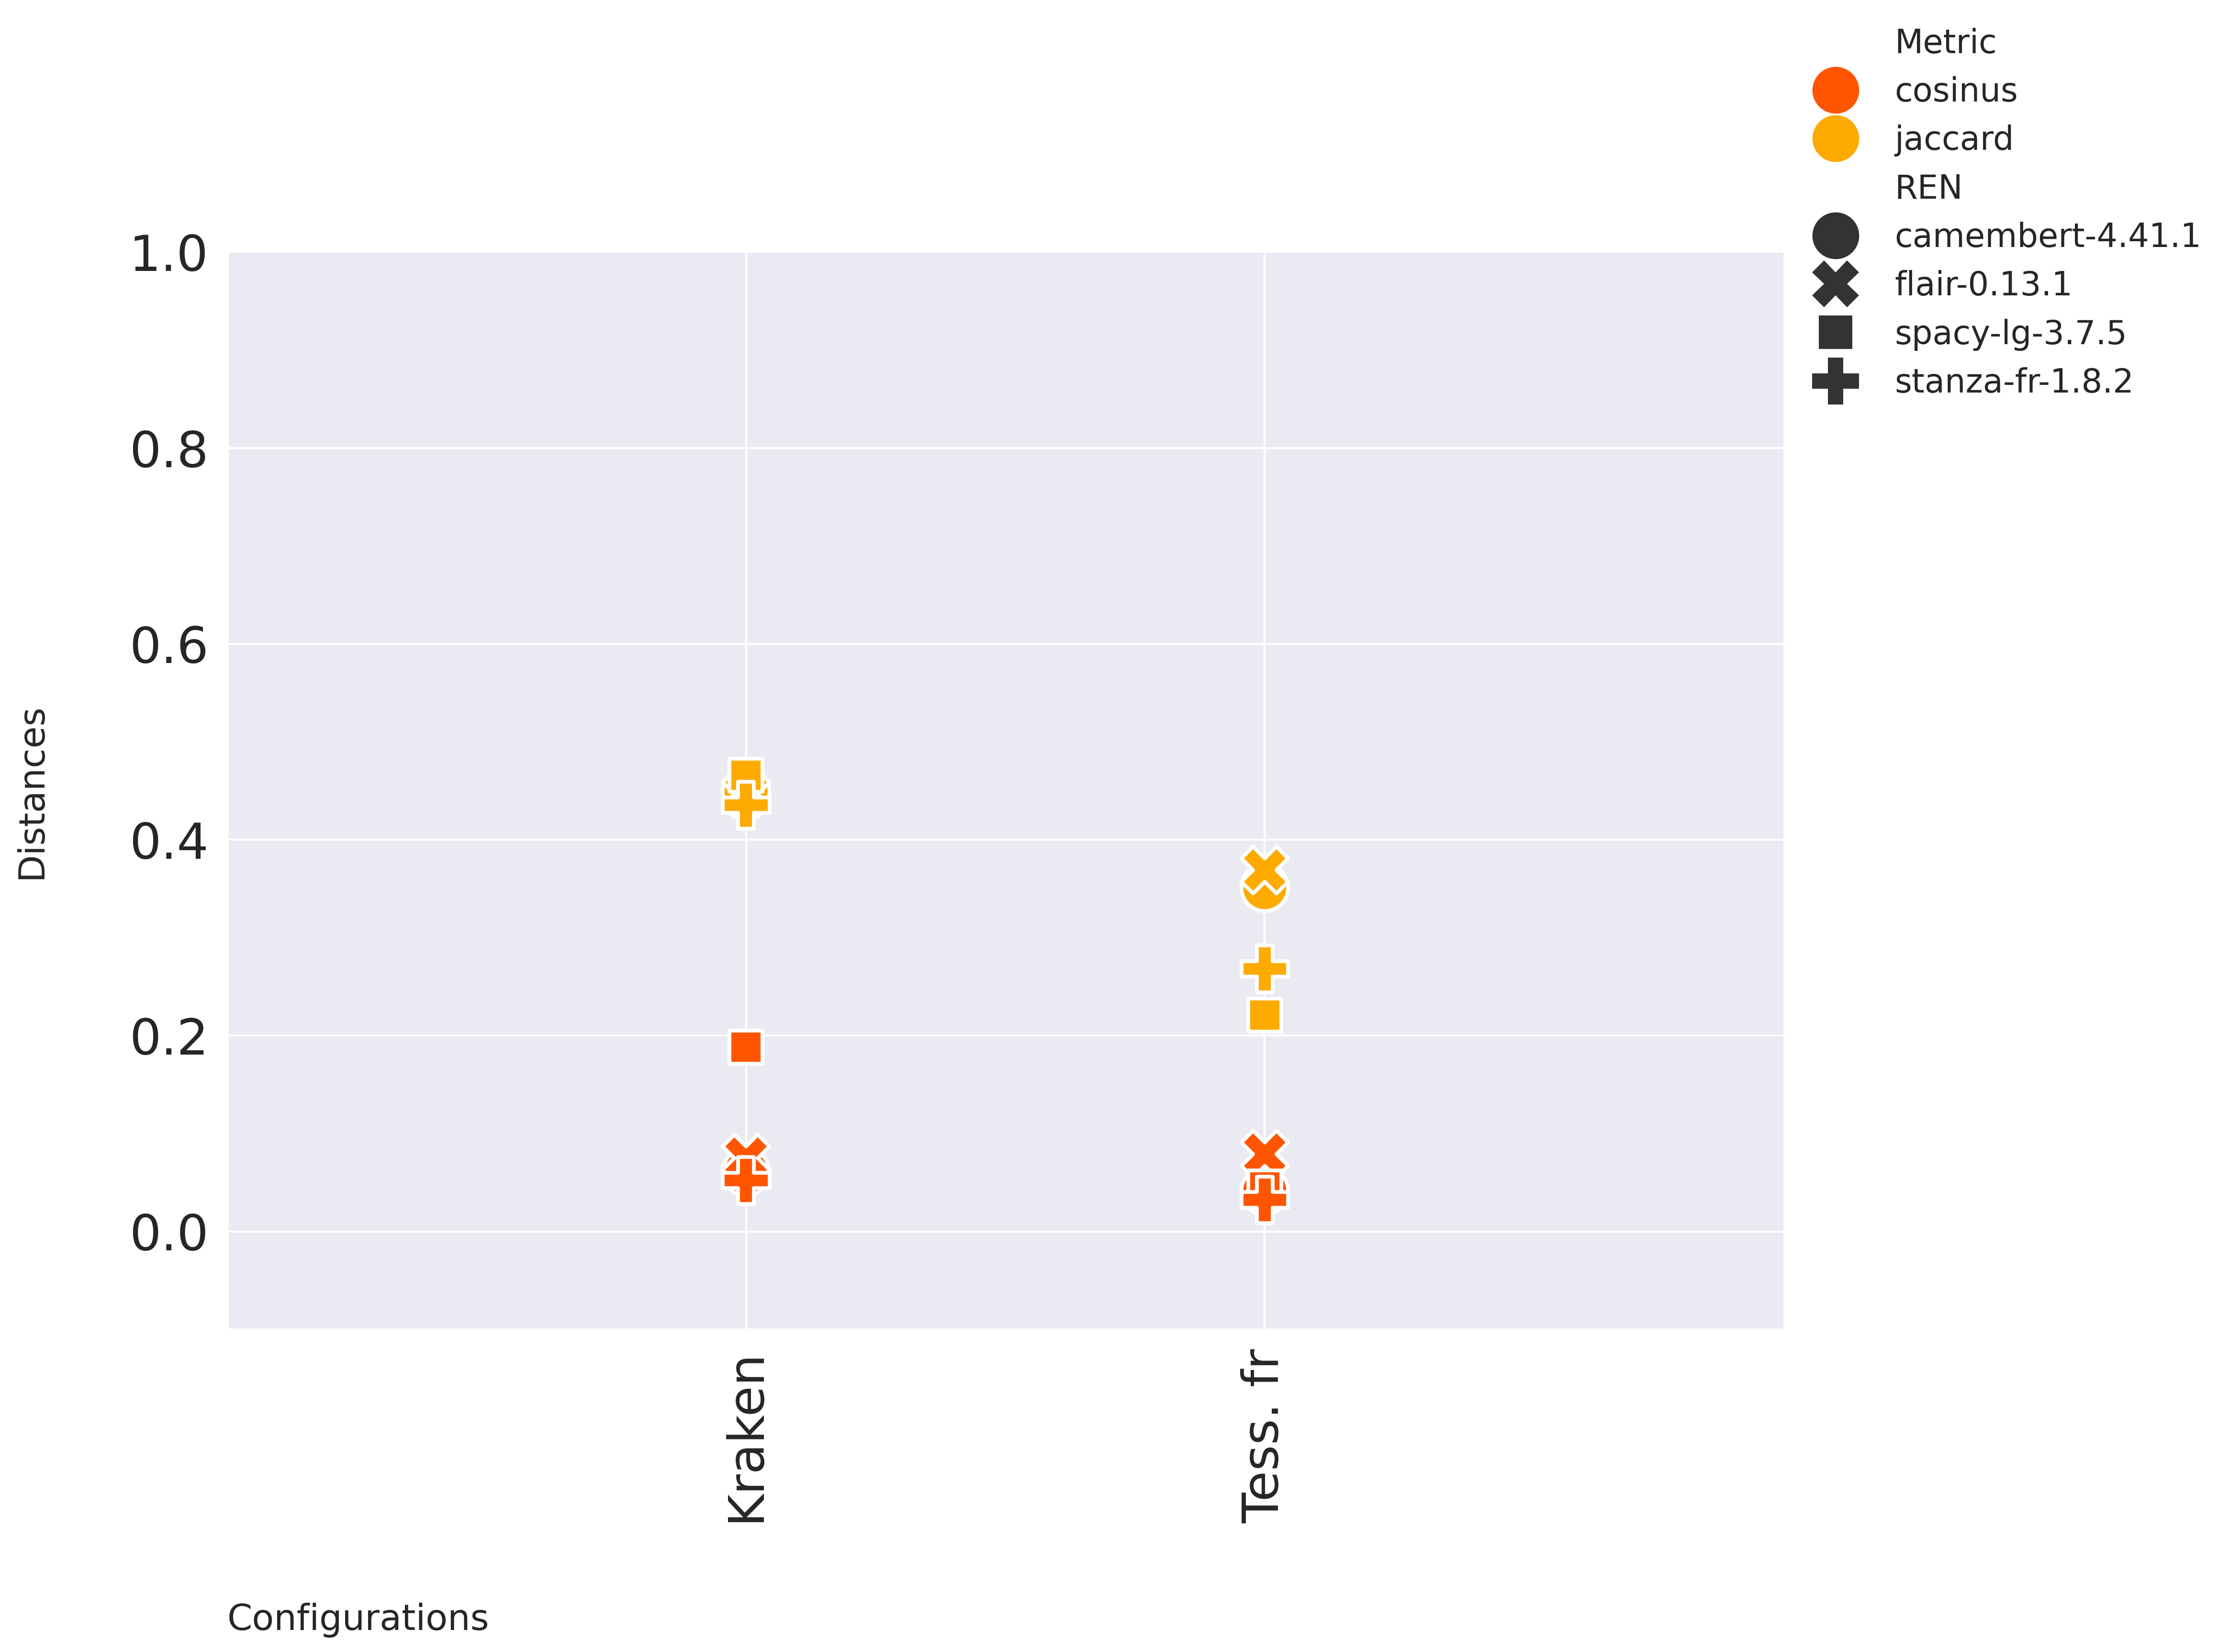 Metric
cosinus
jaccard
REN
camembert-4.41.1
flair-0.13.1
spacy-lg-3.7.5
stanza-fr-1.8.2
1.0
0.8
0.6
0.4
0.2
0.0
Distances
Kraken
Tess. fr
Configurations